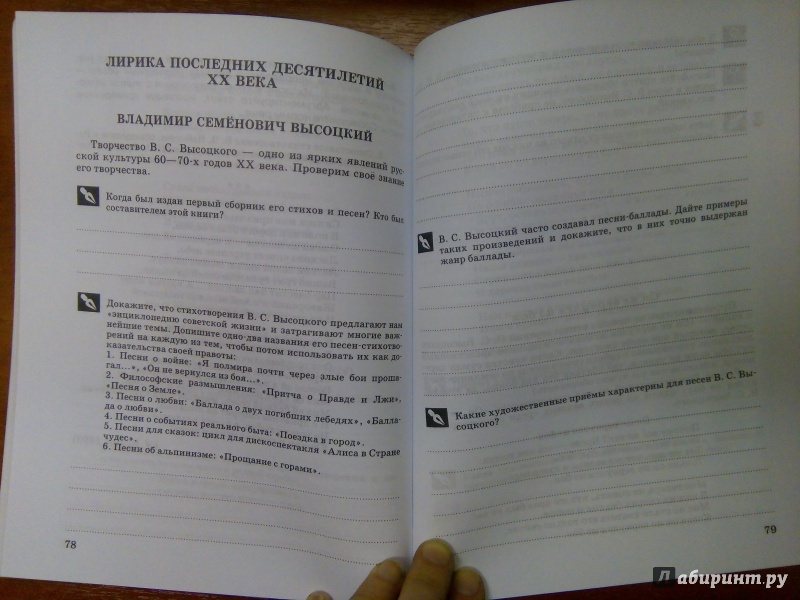 ЛИРИКА ПОСЛЕДНИХ ДЕСЯТИЛЕТИЙ
XX ВЕКА
ВЛАДИМИР СЕМЁНОВИЧ ВЫСОЦКИЙ
Творчество В. С. Высоцкого — одно из ярких явлений рус-
ской культуры 60—70-х годов XX века. Проверим своё знание
его творчества.
Когда был издан первый сборник его стихов и песен? Кто был
составителем этой книги?
Докажите, что стихотворения В. С. Высоцкого предлагают нам
«энциклопедию советской жизни» и затрагивают многие важ-
нейшие темы. Допишите одно-два названия его песен-стихотво-
рений на каждую из тем, чтобы потом использовать их как до-
казательства своей правоты:
1. Песни о войне: «Я полмира почти через злые бои проша-
гал...», «Он не вернулся из боя...».
2. Философские размышления: «Притча о Правде и Лжи»,
«Песня о Земле».
3. Песни о любви: «Баллада о двух погибших лебедях», «Балла-
да о любви».
4. Песни о событиях реального быта: «Поездка в город».
5. Песни для сказок: цикл для дискоспектакля «Алиса в Стране
чудес».
6. Песни об альпинизме: «Прощание с горами».
78
В. С. Высоцкий часто создавал песни-баллады. Дайте примеры
таких произведений и докажите, что в них точно выдержан
жанр баллады.
Какие художественные приёмы характерны для песен В. С. Вы-
соцкого?
79
Лабиринт.ру